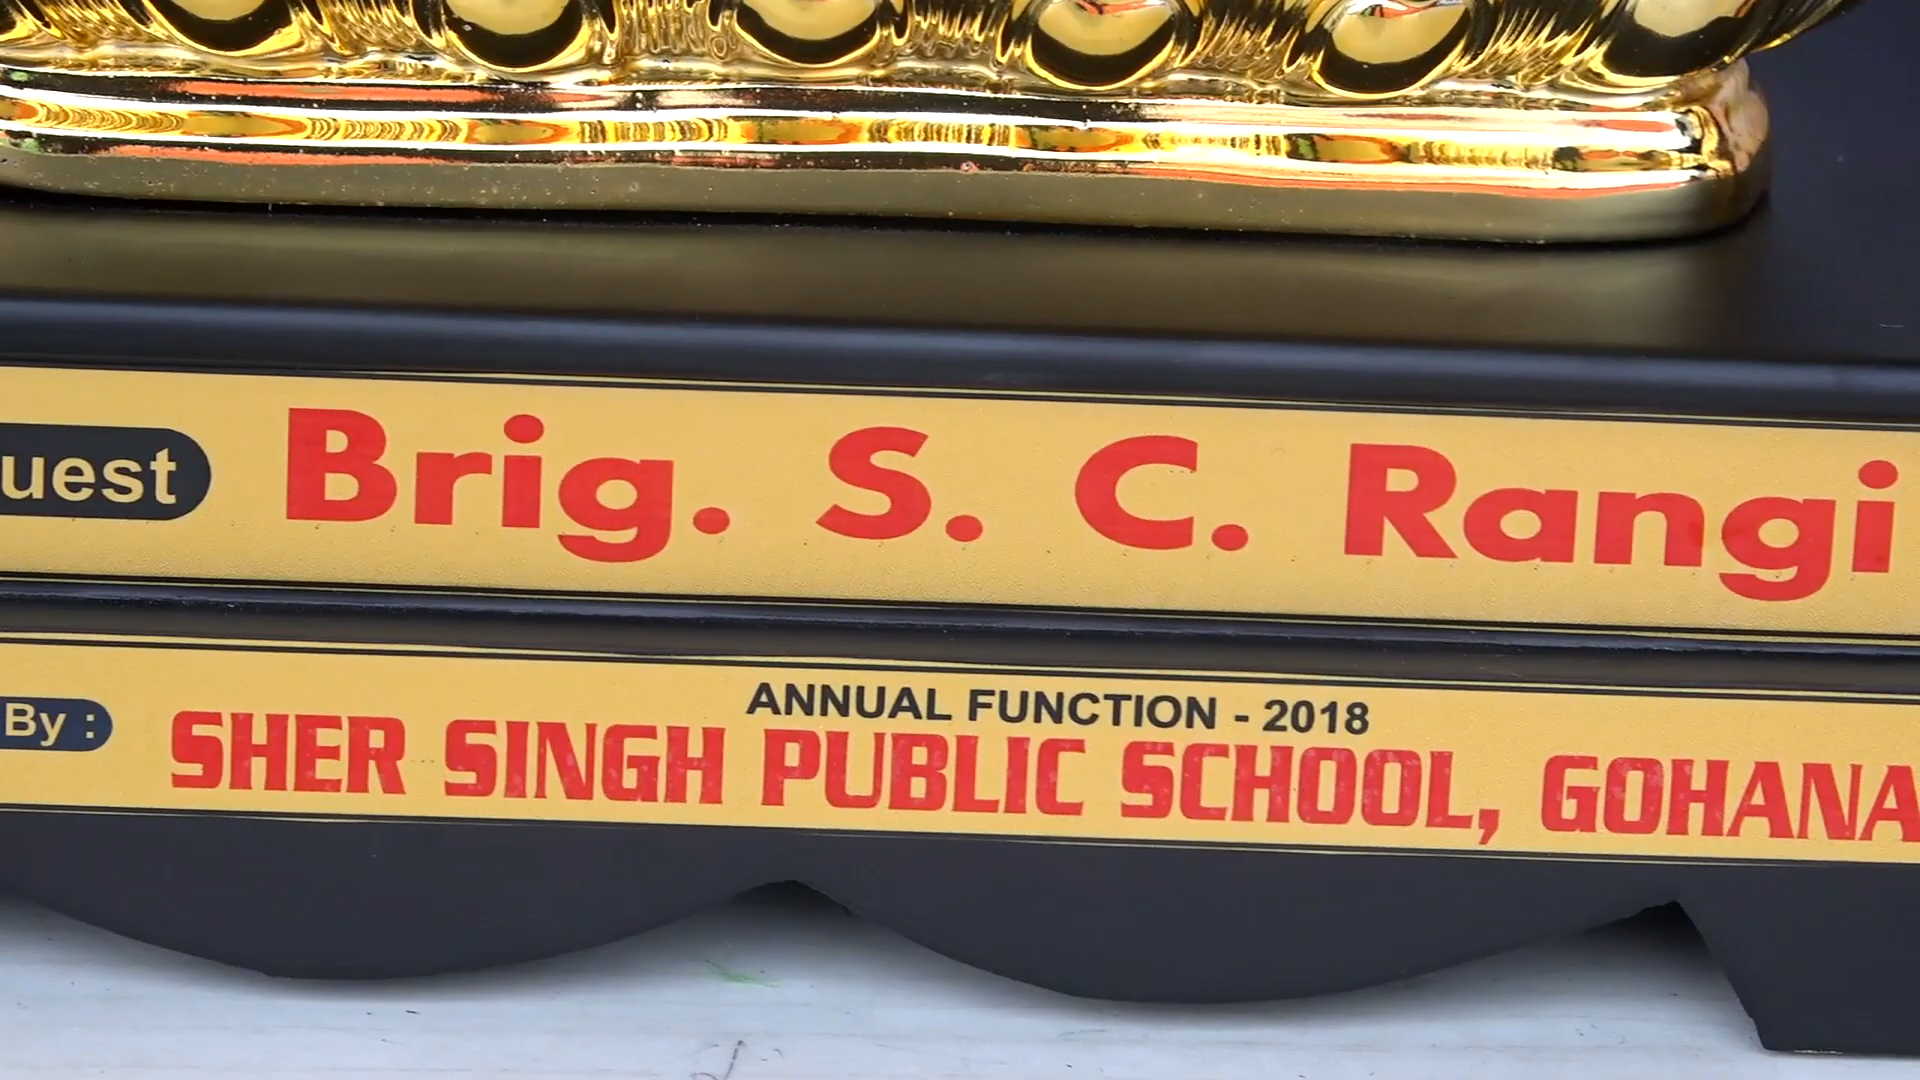 uest Brig. S. C. Rangi
ANNUAL FUNCTION - 2018
By : SHER SINGH PUBLIC SCHOOL, GOHANA